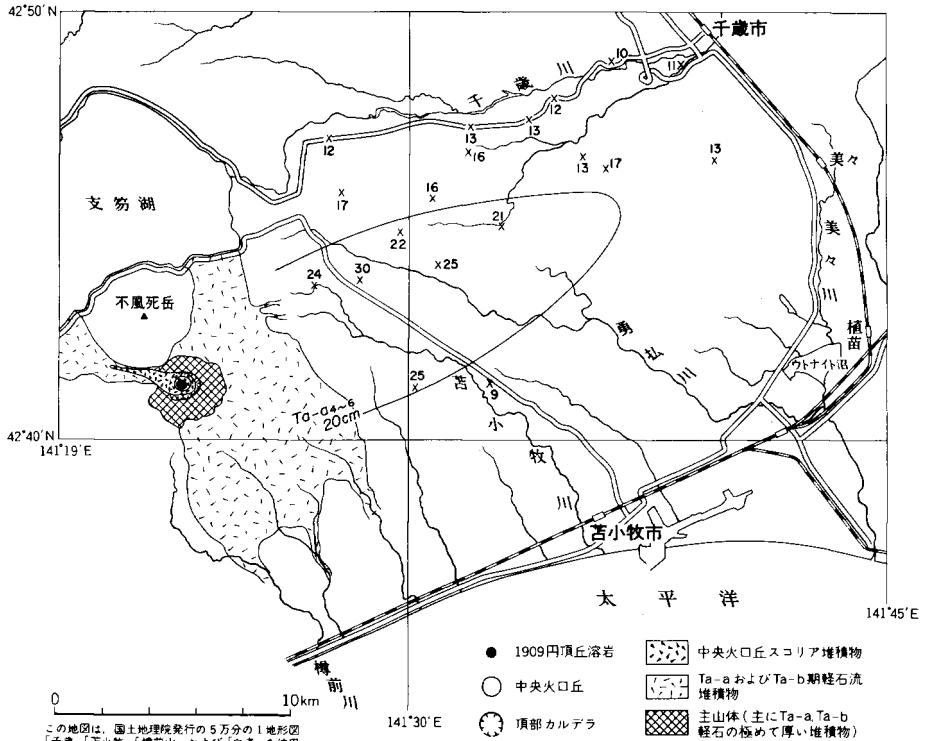 42°50′N
千歳市
10
11
千歳川
12
13
13
16
12
13
17
13
美々
17
16
支笏湖
21
22
美々川
25
24
30
不風死岳
勇払川
植苗
ウトナイト沼
25
9
苫小牧川
Ta-a4~6
20cm
42°40′N
141°19′E
苫小牧市
太平洋
141°45′E
1909円頂丘溶岩
中央火口丘スコリア堆積物
中央火口丘
Ta-aおよびTa-b期軽石流
堆積物
頂部カルデラ
主山体(主にTa-a,Ta-b
軽石の極めて厚い堆積物)
樽前川
0
10km
141°30′E
この地図は、国土地理院発行の5万分の1地形図